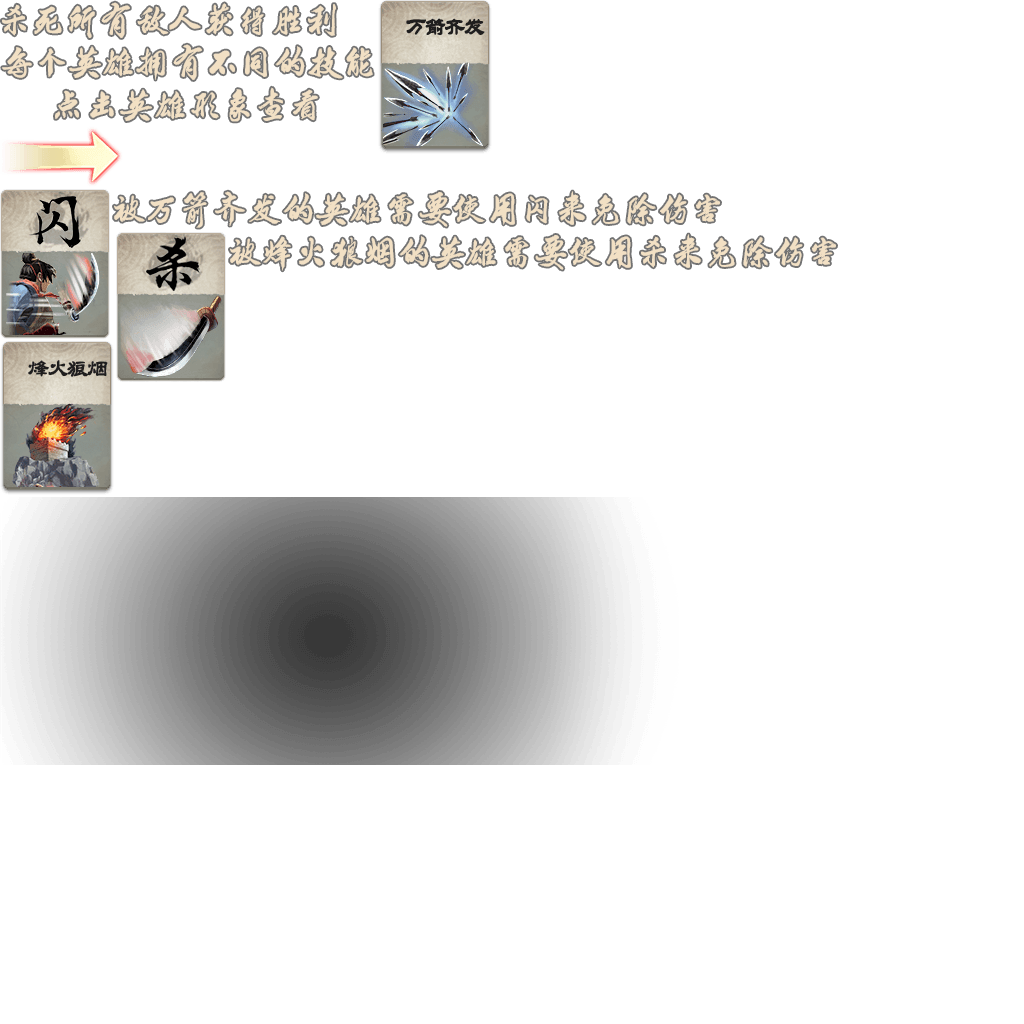 杀死所有敌人获得胜利
万箭齐发
每个英雄拥有不同的技能
点击英雄形象查看
闪
被万箭齐发的英雄需要使用闪来免除伤害
杀
被烽火狼烟的英雄需要使用杀来免除伤害
烽火狼烟